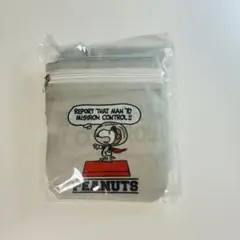 REPORT THAT MAN TO
MISSION CONTROL!!
PEANUTS